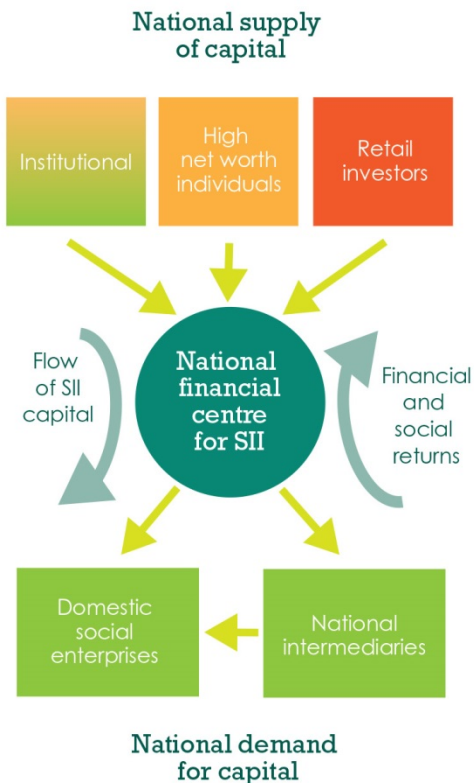 National supply
of capital
Institutional
High
net worth
individuals
Retail
investors
Flow
of SII
capital
National
financial
centre
for SII
Financial
and
social
returns
Domestic
social
enterprises
National
intermediaries
National demand
for capital